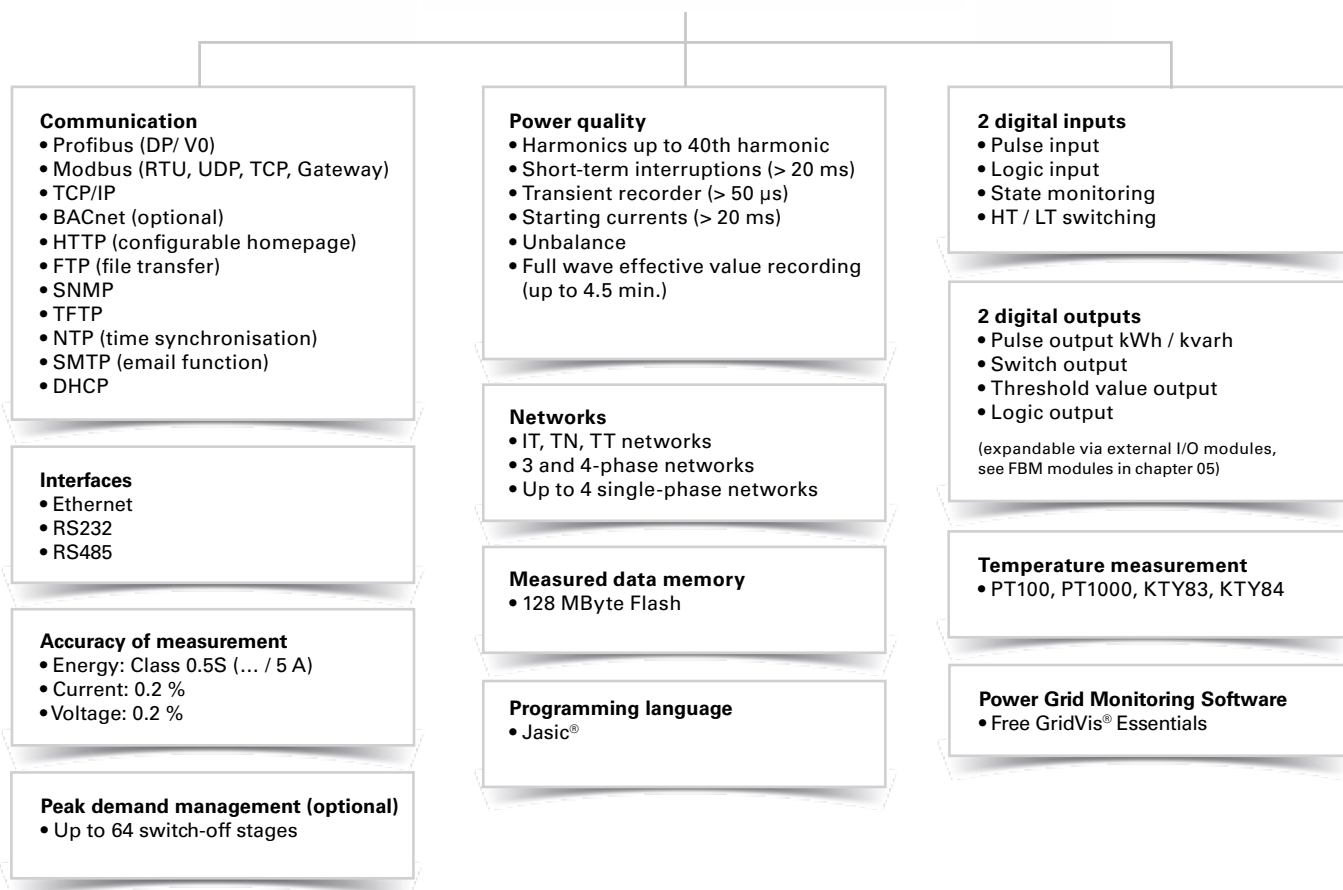 Communication
• Profibus (DP/ V0)
• Modbus (RTU, UDP, TCP, Gateway)
• TCP/IP
• BACnet (optional)
• HTTP (configurable homepage)
• FTP (file transfer)
• SNMP
• TFTP
• NTP (time synchronisation)
• SMTP (email function)
• DHCP
Interfaces
• Ethernet
• RS232
• RS485
Accuracy of measurement
• Energy: Class 0.5S (… / 5 A)
• Current: 0.2 %
• Voltage: 0.2 %
Peak demand management (optional)
• Up to 64 switch-off stages
Power quality
• Harmonics up to 40th harmonic
• Short-term interruptions (> 20 ms)
• Transient recorder (> 50 µs)
• Starting currents (> 20 ms)
• Unbalance
• Full wave effective value recording
(up to 4.5 min.)
Networks
• IT, TN, TT networks
• 3 and 4-phase networks
• Up to 4 single-phase networks
Measured data memory
• 128 MByte Flash
Programming language
• Jasic®
2 digital inputs
• Pulse input
• Logic input
• State monitoring
• HT / LT switching
2 digital outputs
• Pulse output kWh / kvarh
• Switch output
• Threshold value output
• Logic output
(expandable via external I/O modules,
see FBM modules in chapter 05)
Temperature measurement
• PT100, PT1000, KTY83, KTY84
Power Grid Monitoring Software
• Free GridVis® Essentials